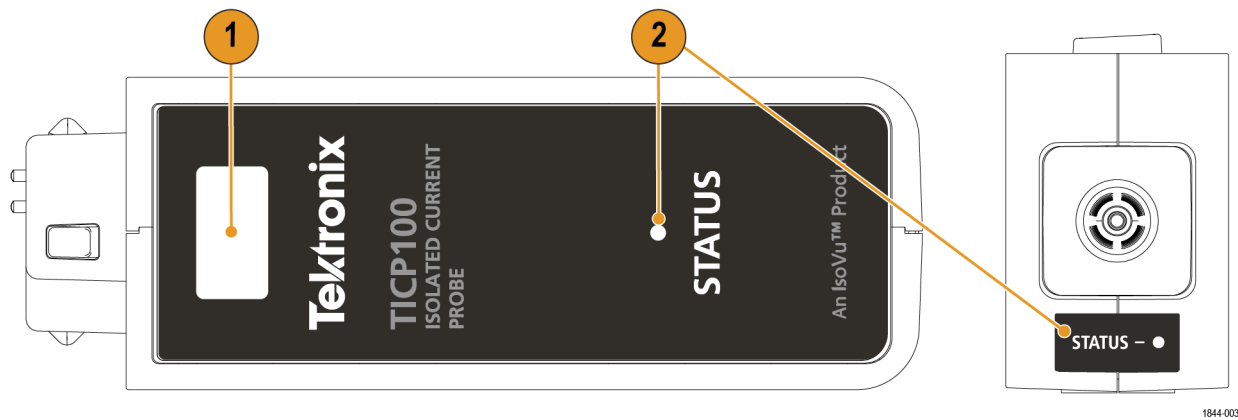 1
2
Tektronix
TICP100
ISOLATED CURRENT
PROBE
STATUS
An IsoVu™ Product
STATUS –
1844-003